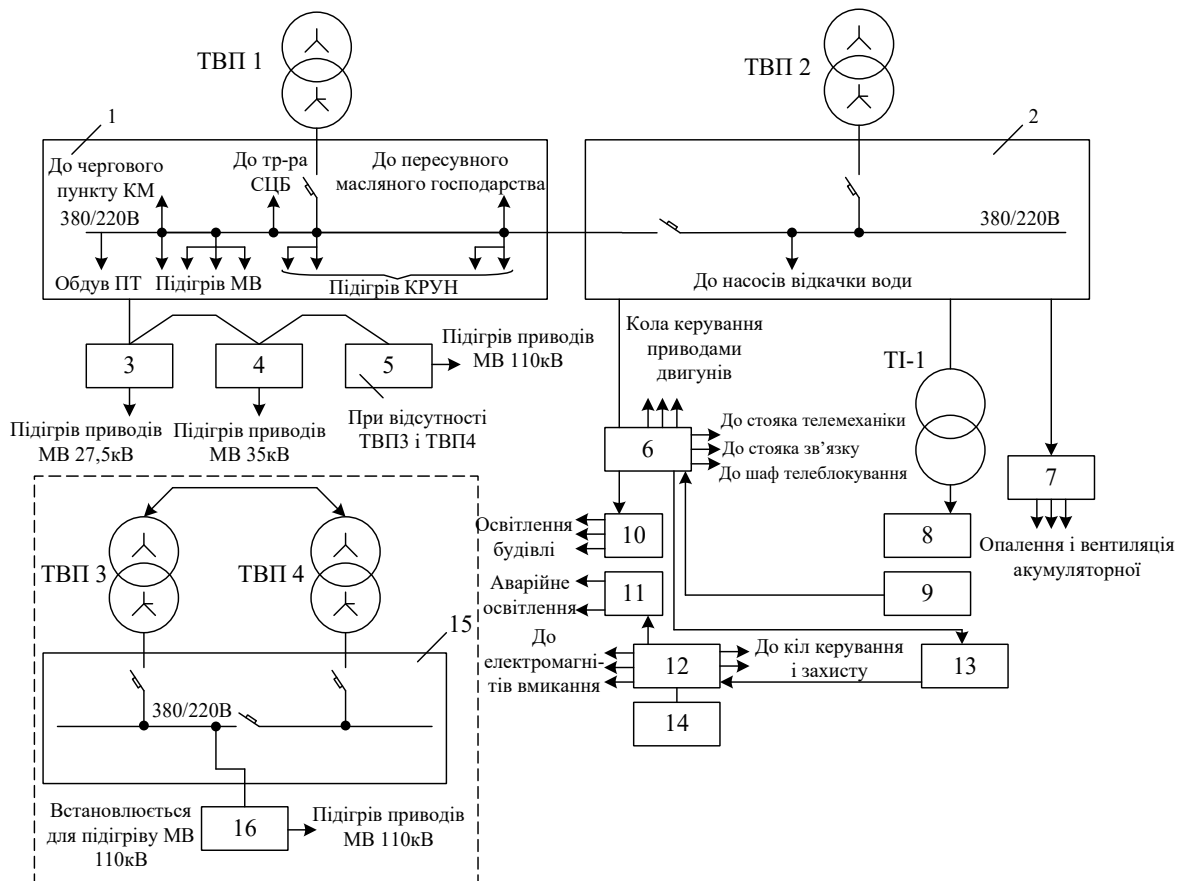 ТВП 1
ТВП 2
1
2
До чергового
пункту КМ
До тр-ра
СЦБ
До пересувного
масляного господарства
380/220В
380/220В
Обдув ПТ
Підігрів МВ
Підігрів КРУН
До насосів відкачки води
3
4
5
Підігрів приводів
МВ 110кВ
Кола керування
приводами
двигунів
ТІ-1
Підігрів приводів
МВ 27,5кВ
Підігрів приводів
МВ 35кВ
При відсутності
ТВП3 і ТВП4
6
До стояка телемеханіки
До стояка зв’язку
До шаф телеблокування
7
Опалення і вентиляція
акумуляторної
8
9
Освітлення
будівлі
10
Аварійне
освітлення
11
До
електромагні-
тів вмикання
12
До кіл керування
і захисту
13
14
ТВП 3
ТВП 4
15
380/220В
Встановлюється
для підігріву МВ
110кВ
16
Підігрів приводів
МВ 110кВ